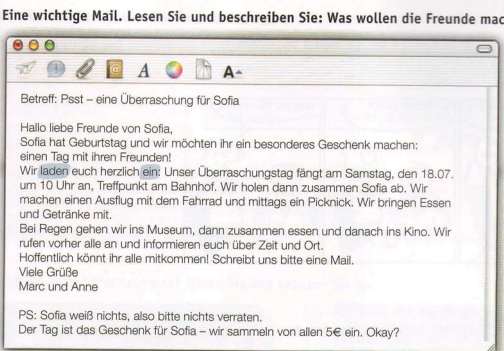 Eine wichtige Mail. Lesen Sie und beschreiben Sie: Was wollen die Freunde
A
A
Betreff: Psst – eine Überraschung für Sofia
Hallo liebe Freunde von Sofia,
Sofia hat Geburtstag und wir möchten ihr ein besonderes Geschenk machen:
einen Tag mit ihren Freunden!
Wir laden euch herzlich ein: Unser Überraschungstag fängt am Samstag, den 18.07.
um 10 Uhr an, Treffpunkt am Bahnhof. Wir holen dann zusammen Sofia ab. Wir
machen einen Ausflug mit dem Fahrrad und mittags ein Picknick. Wir bringen Essen
und Getränke mit.
Bei Regen gehen wir ins Museum, dann zusammen essen und danach ins Kino. Wir
rufen vorher alle an und informieren euch über Zeit und Ort.
Hoffentlich könnt ihr alle mitkommen! Schreibt uns bitte eine Mail.
Viele Grüße
Marc und Anne
PS: Sofia weiß nichts, also bitte nichts verraten.
Der Tag ist das Geschenk für Sofia – wir sammeln von allen 5€ ein. Okay?